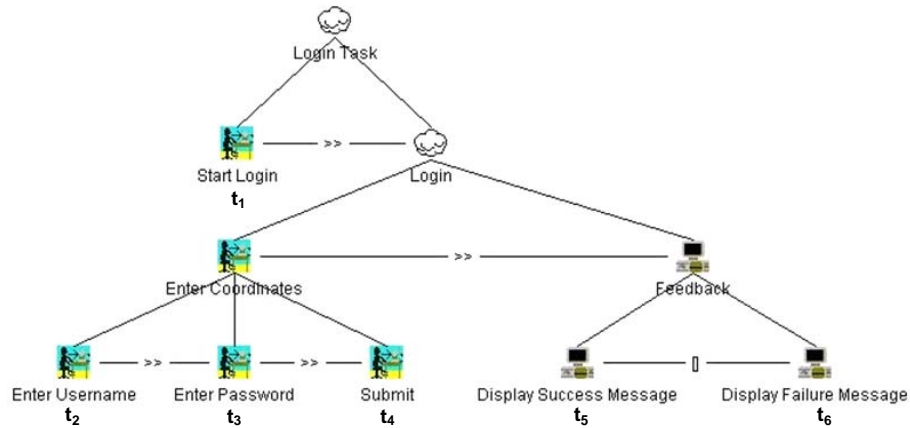 Login Task
>>
Start Login
Login
t1
>>
Enter Coordinates
Feedback
>>
>>
[]
Enter Username
Enter Password
Submit
Display Success Message
Display Failure Message
t2
t3
t4
t5
t6